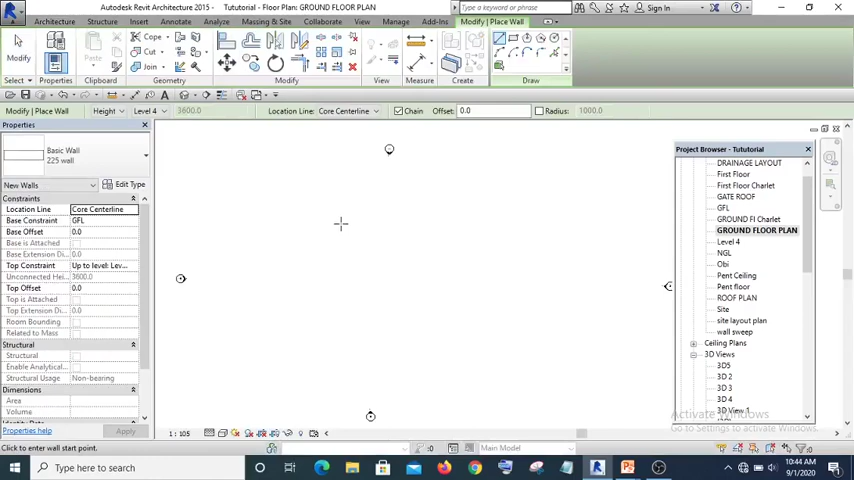 Autodesk Revit Architecture 2015 - Tututorial - Floor Plan: GROUND FLOOR PLAN
Type a keyword or phrase
Sign In
Architecture Structure Insert Annotate Analyze Massing & Site Collaborate View Manage Add-Ins Modify | Place Wall
Modify
Paste
Cope
Cut
Join
Create
Select
Properties
Clipboard
Geometry
Modify
View
Measure
Create
Draw
Modify | Place Wall
Height
Level 4
3600.0
Location Line: Core Centerline
Chain
Offset: 0.0
Radius: 1000.0
Properties
Basic Wall
225 wall
New Walls
Edit Type
Constraints
Location Line Core Centerline
Base Constraint GFL
Base Offset 0.0
Base is Attached
Base Extension Di...
Top Constraint Up to level: Lev...
Unconnected Hei... 3600.0
Top Offset 0.0
Top is Attached
Top Extension Di... 0.0
Room Bounding
Related to Mass
Structural
Structural
Enable Analytical...
Structural Usage Non-bearing
Dimensions
Area
Volume
Identity Data
Properties help
Apply
Project Browser - Tututorial
DRAINAGE LAYOUT
First Floor
First Floor Charlet
GATE ROOF
GFL
GROUND Fl Charlet
GROUND FLOOR PLAN
Level 4
NGL
Obi
Pent Ceiling
Pent floor
ROOF PLAN
Site
site layout plan
wall sweep
Ceiling Plans
3D Views
3D5
3D 2
3D 3
3D 4
3D View 1
Activate Windows
Go to Settings to activate Windows.
1 : 105
Click to enter wall start point.
:0
Main Model
:0
Type here to search
10:44 AM
9/1/2020